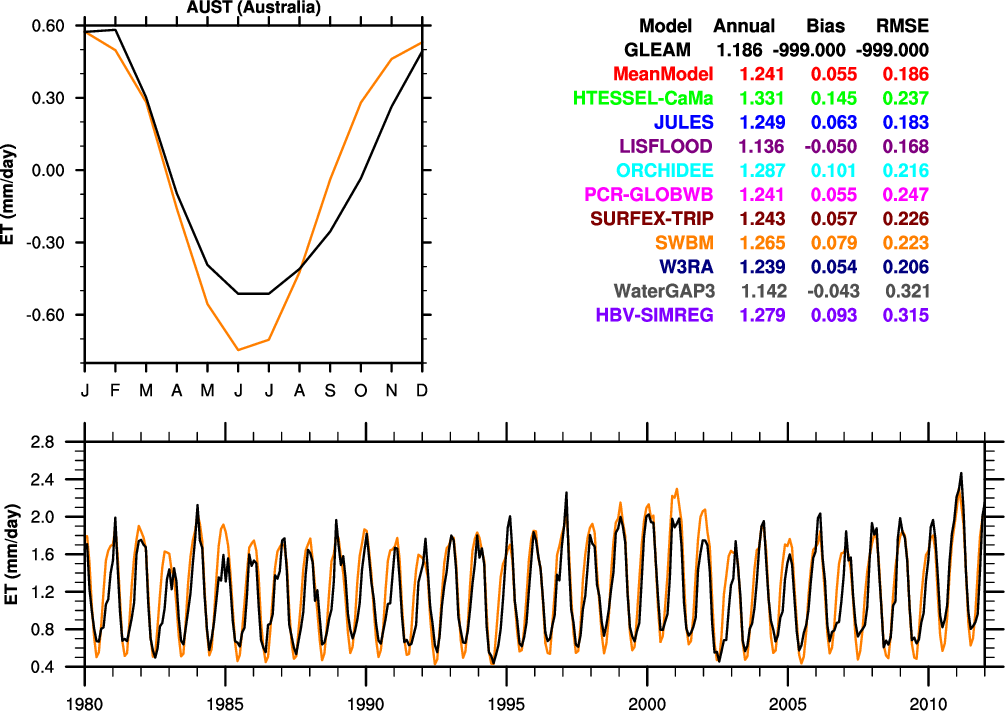 AUST (Australia)
0.60
0.30
0.00
-0.30
-0.60
ET (mm/day)
J F M A M J J A S O N D
Model Annual Bias RMSE
GLEAM 1.186 -999.000 -999.000
MeanModel 1.241 0.055 0.186
HTESSEL-CaMa 1.331 0.145 0.237
JULES 1.249 0.063 0.183
LISFLOOD 1.136 -0.050 0.168
ORCHIDEE 1.287 0.101 0.216
PCR-GLOBWB 1.241 0.055 0.247
SURFEX-TRIP 1.243 0.057 0.226
SWBM 1.265 0.079 0.223
W3RA 1.239 0.054 0.206
WaterGAP3 1.142 -0.043 0.321
HBV-SIMREG 1.279 0.093 0.315
2.8
2.4
2.0
1.6
1.2
0.8
0.4
ET (mm/day)
1980 1985 1990 1995 2000 2005 2010